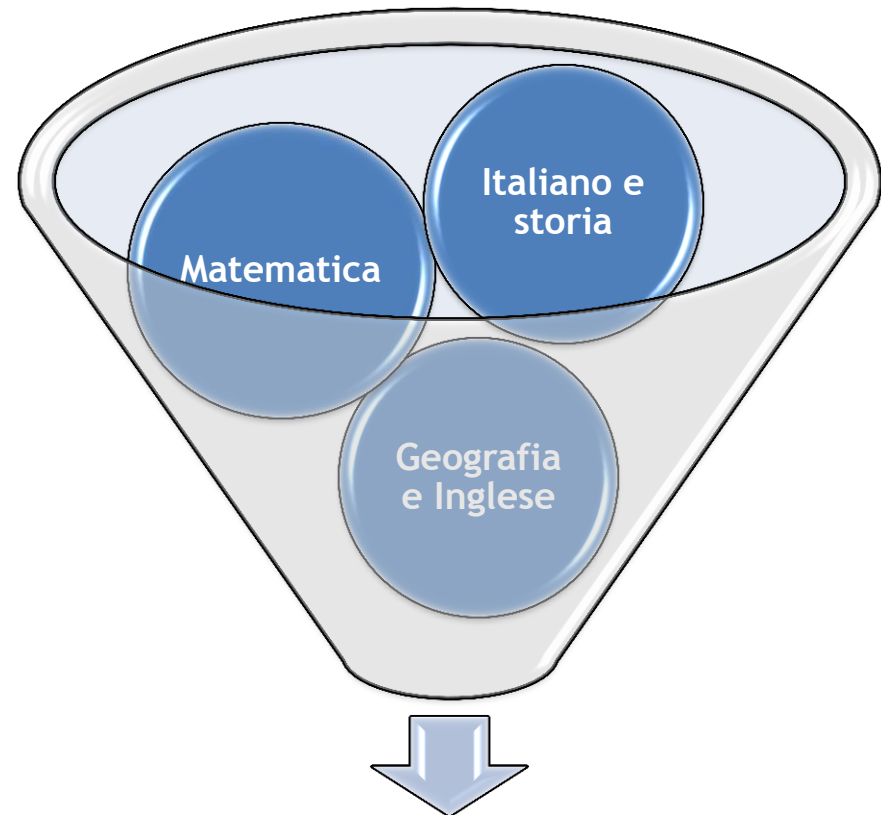 Italiano e
storia
Matematica
Geografia
e Inglese